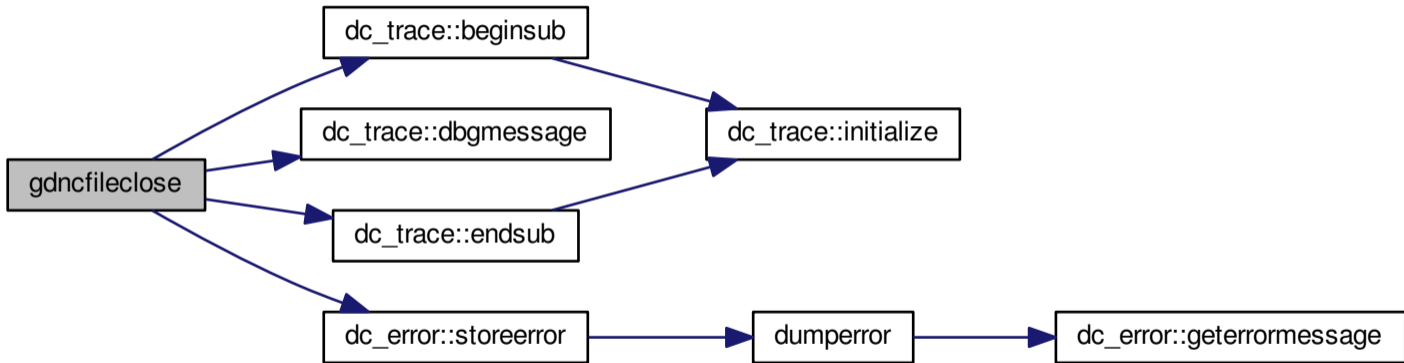 dc_trace::beginsub
dc_trace::dbgmessage
dc_trace::initialize
gdncfileclose
dc_trace::endsub
dc_error::storeerror
dumperror
dc_error::geterrormessage